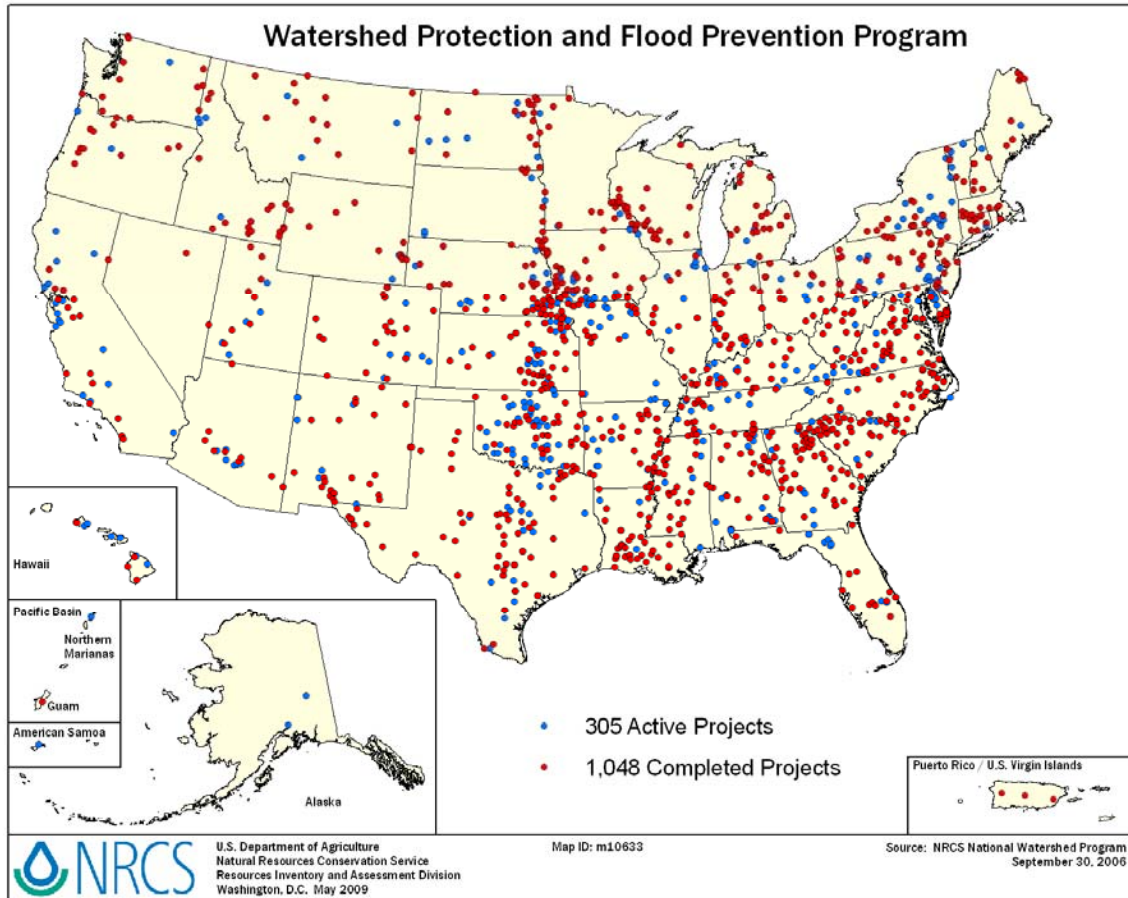 Watershed Protection and Flood Prevention Program
Hawaii
Pacific Basin
Northern
Marianas
Guam
American Samoa
Alaska
305 Active Projects
1,048 Completed Projects
Puerto Rico / U.S. Virgin Islands
NRCS
U.S. Department of Agriculture
Natural Resources Conservation Service
Resources Inventory and Assessment Division
Washington, D.C. May 2009
Map ID: m10633
Source: NRCS National Watershed Program
September 30, 2006